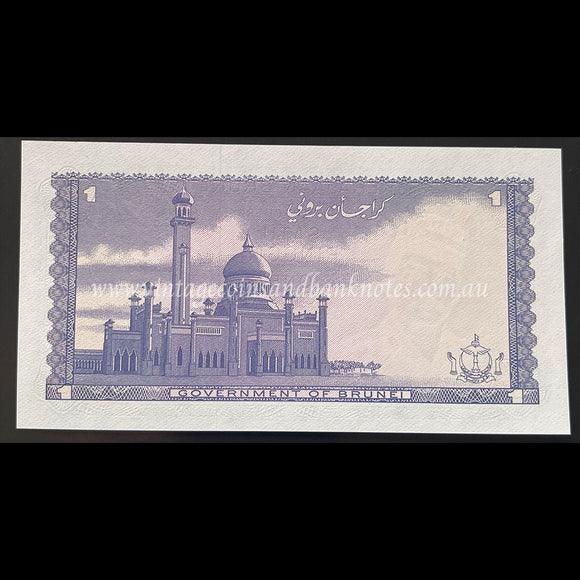 1 كراجأن بروني 1
www.vintagecoinsandbanknotes.com.au
1 GOVERNMENT OF BRUNEI 1